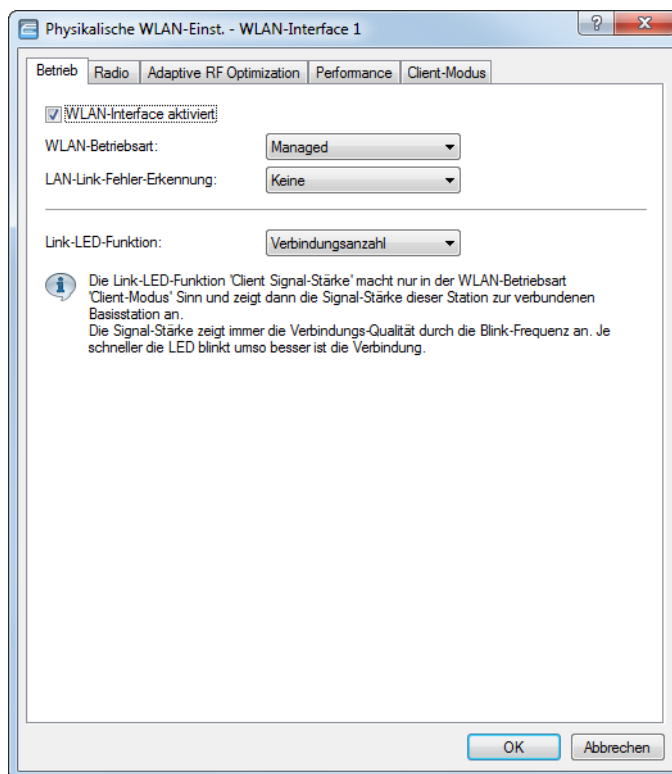 Physikalische WLAN-Einst. - WLAN-Interface 1
Betrieb Radio Adaptive RF Optimization Performance Client-Modus
WLAN-Interface aktiviert
WLAN-Betriebsart: Managed
LAN-Link-Fehler-Erkennung: Keine
Link-LED-Funktion: Verbindungsanzahl
Die Link-LED-Funktion 'Client Signal-Stärke' macht nur in der WLAN-Betriebsart
'Client-Modus' Sinn und zeigt dann die Signal-Stärke dieser Station zur verbundenen
Basisstation an.
Die Signal-Stärke zeigt immer die Verbindungs-Qualität durch die Blink-Frequenz an. Je
schneller die LED blinkt umso besser ist die Verbindung.
OK Abbrechen